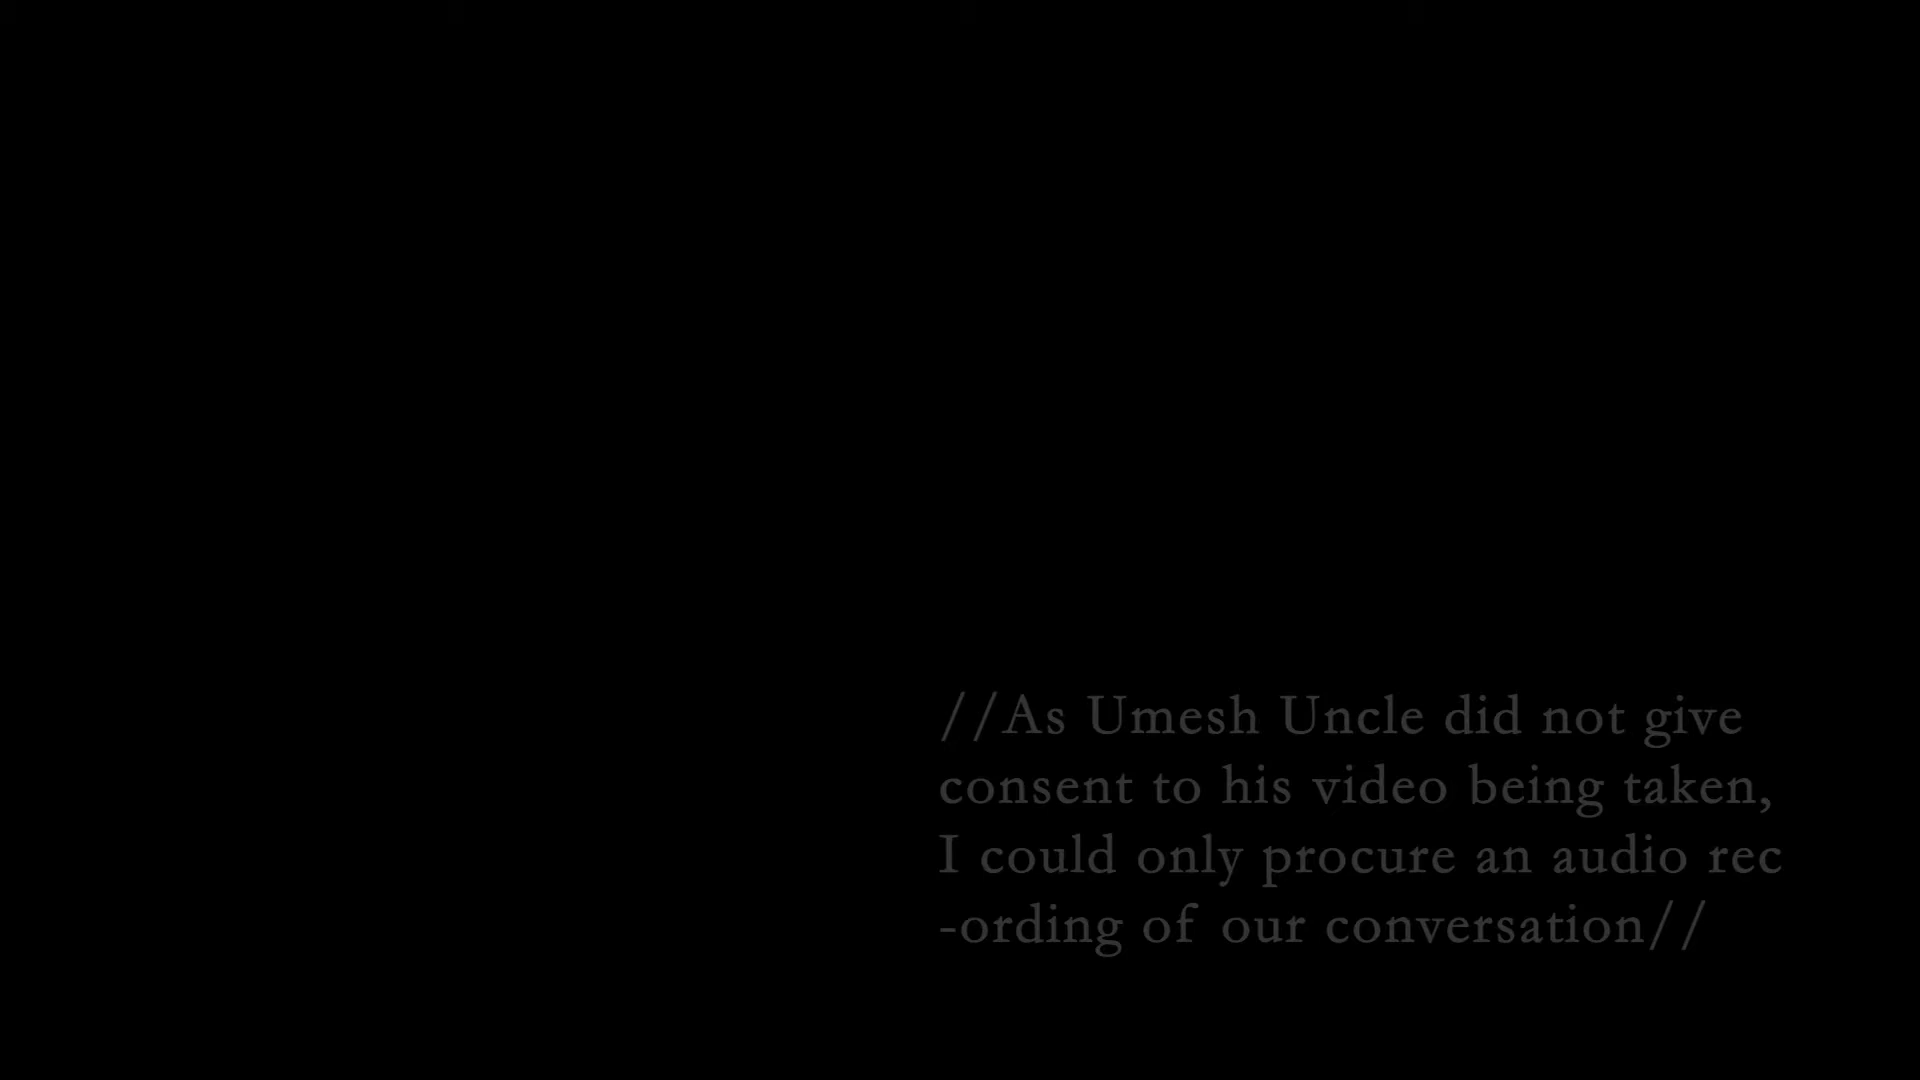 //As Umesh Uncle did not give
consent to his video being taken,
I could only procure an audio rec
-ording of our conversation//